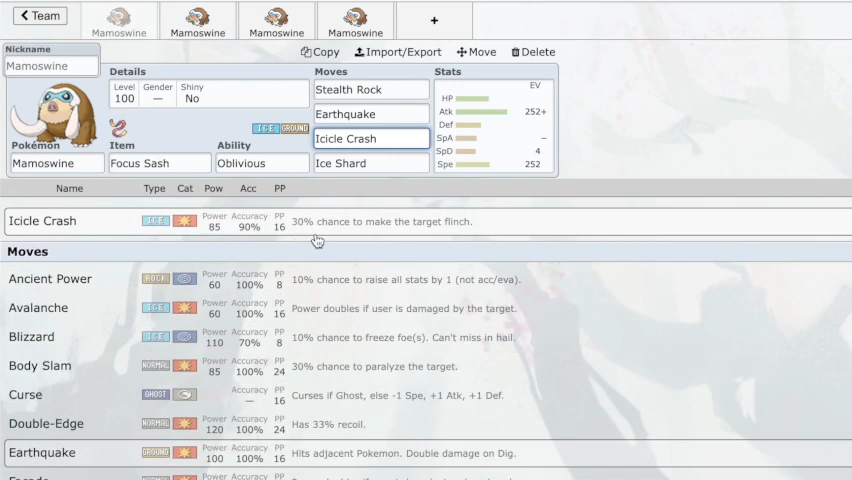 Team
Mamoswine
Mamoswine
Mamoswine
Mamoswine
+
Copy
Import/Export
Move
Delete
Nickname
Mamoswine
Details
Level
100
Gender
—
Shiny
No
ICE GROUND
Pokémon
Mamoswine
Item
Focus Sash
Ability
Oblivious
Moves
Stealth Rock
Earthquake
Icicle Crash
Ice Shard
Stats
EV
HP
Atk 252+
Def
SpA –
SpD 4
Spe 252
Name Type Cat Pow Acc PP
Icicle Crash ICE Power 85 Accuracy 90% PP 16 30% chance to make the target flinch.
Moves
Ancient Power ROCK Power 60 Accuracy 100% PP 8 10% chance to raise all stats by 1 (not acc/eva).
Avalanche ICE Power 60 Accuracy 100% PP 16 Power doubles if user is damaged by the target.
Blizzard ICE Power 110 Accuracy 70% PP 8 10% chance to freeze foe(s). Can't miss in hail.
Body Slam NORMAL Power 85 Accuracy 100% PP 24 30% chance to paralyze the target.
Curse GHOST Accuracy — PP 16 Curses if Ghost, else -1 Spe, +1 Atk, +1 Def.
Double-Edge NORMAL Power 120 Accuracy 100% PP 24 Has 33% recoil.
Earthquake GROUND Power 100 Accuracy 100% PP 16 Hits adjacent Pokemon. Double damage on Dig.